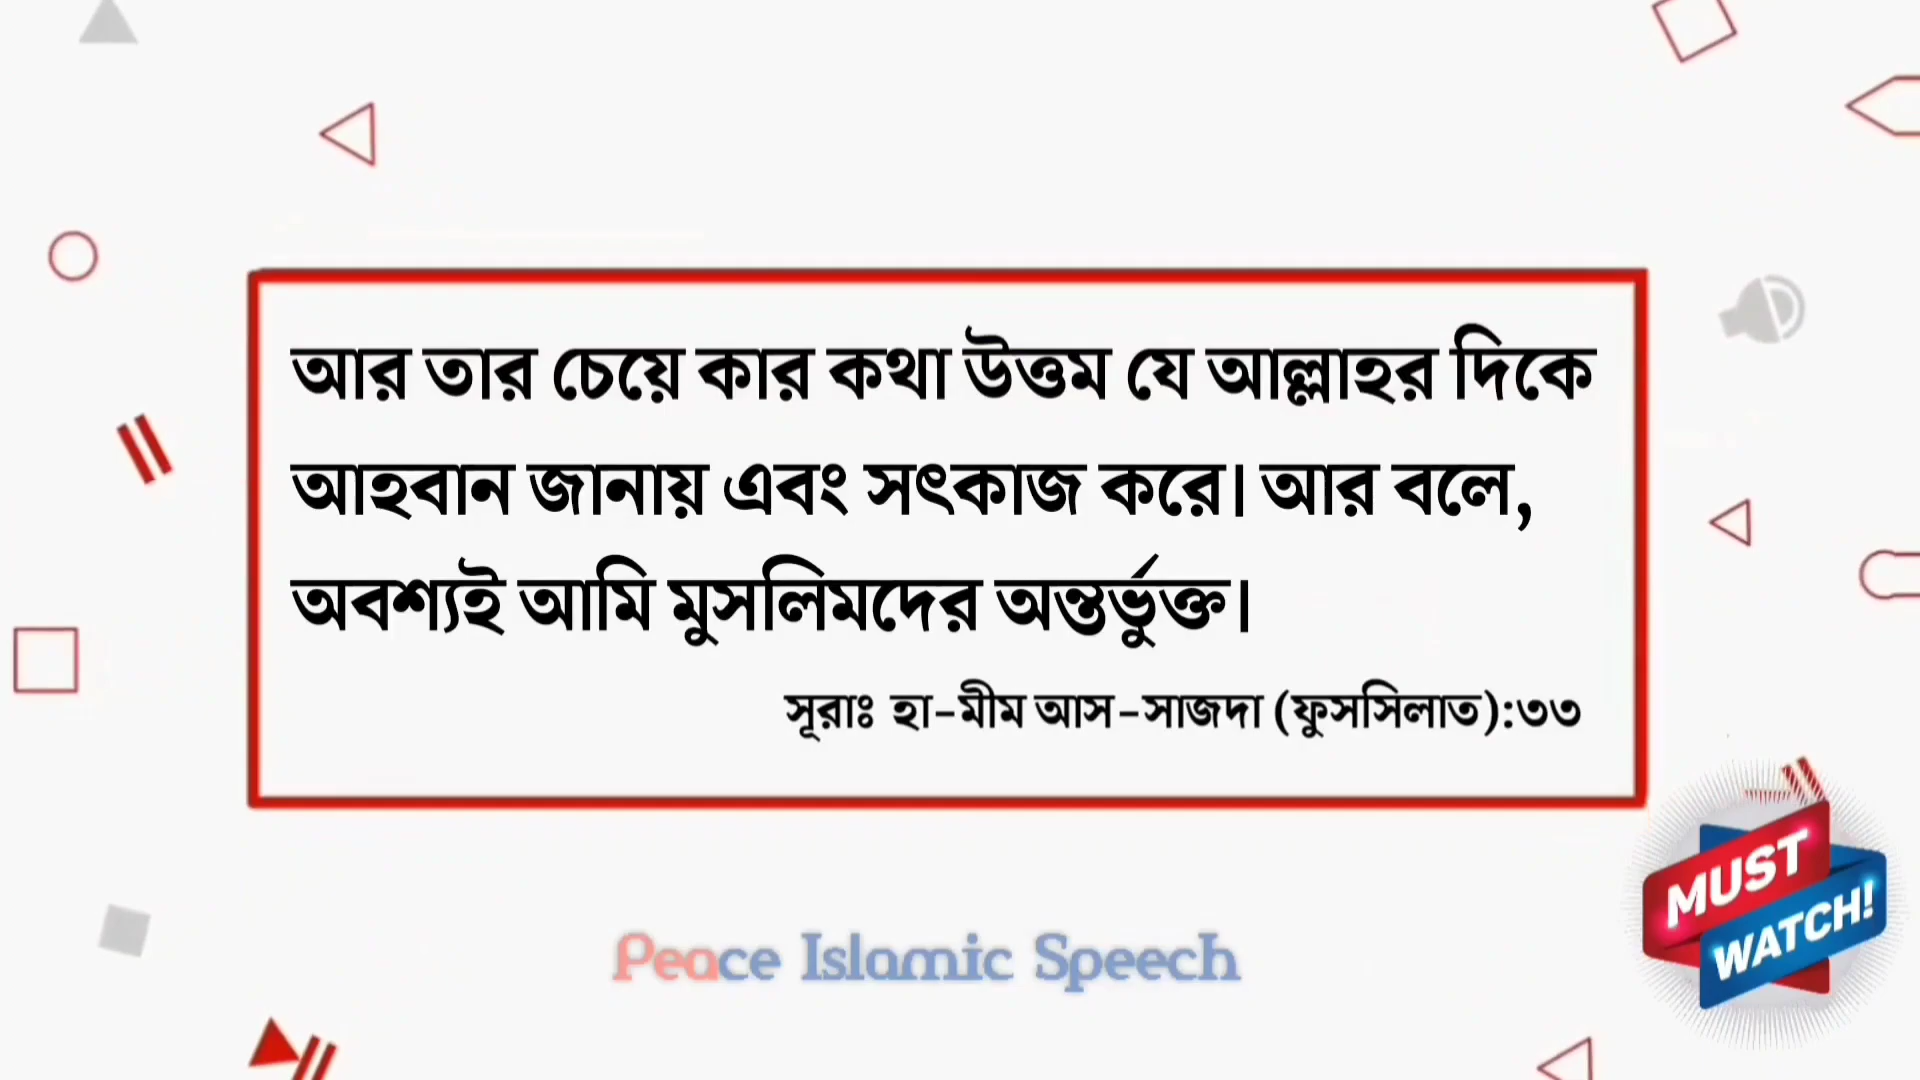 আর তার চেয়ে কার কথা উত্তম যে আল্লাহর দিকে
আহবান জানায় এবং সৎকাজ করে। আর বলে,
অবশ্যই আমি মুসলিমদের অন্তর্ভুক্ত।
সূরাঃ হা-মীম আস-সাজদা (ফুসসিলাত):৩৩
MUST
WATCH!
Peace Islamic Speech